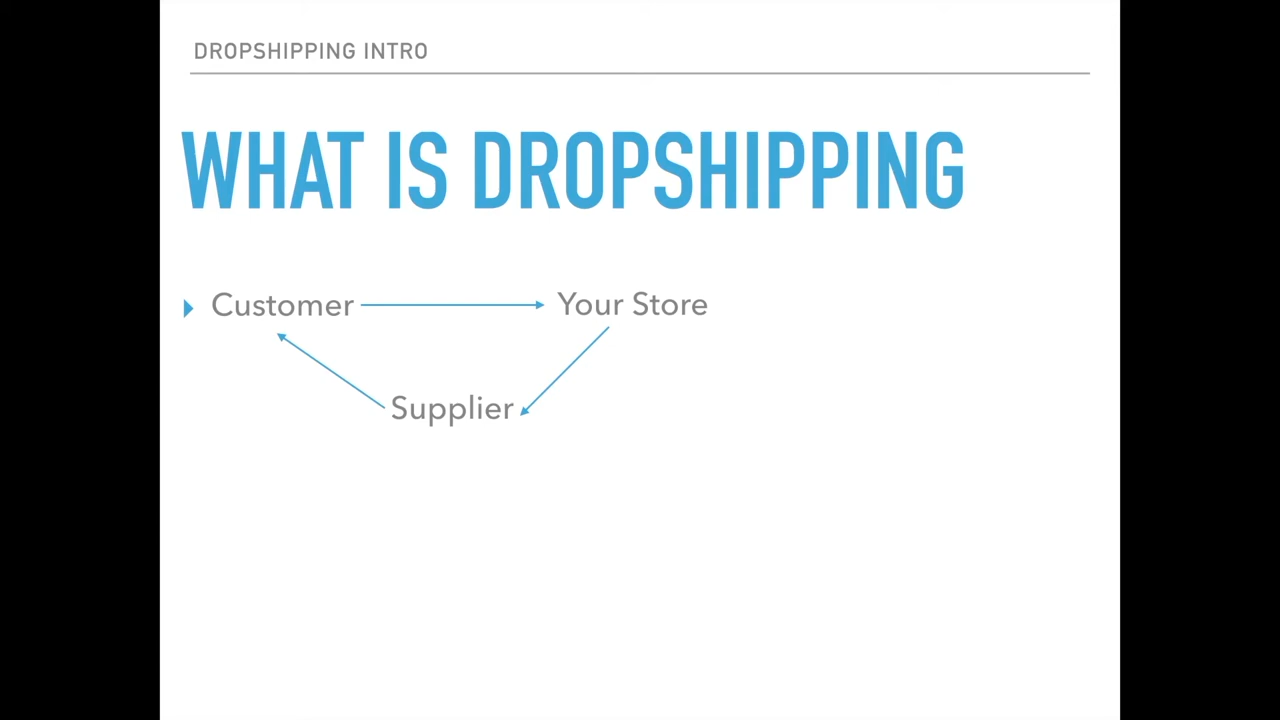 DROPSHIPPING INTRO
WHAT IS DROPSHIPPING
Customer Your Store
Supplier